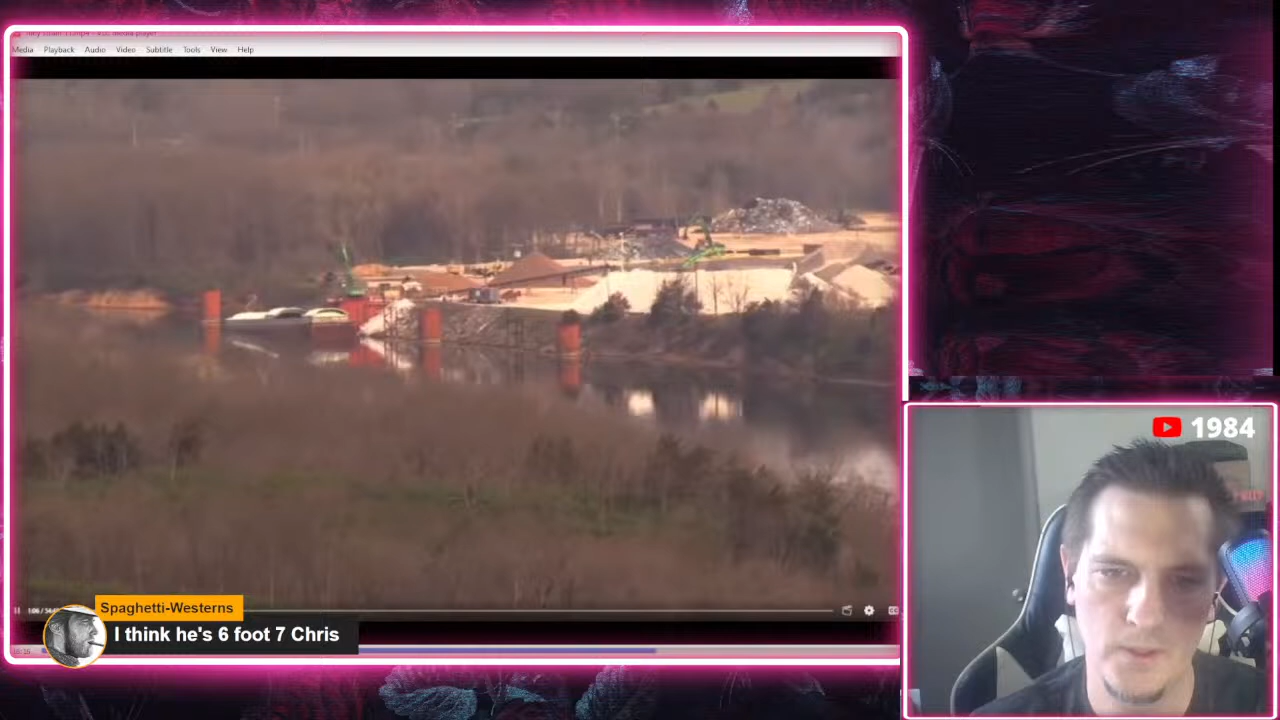 Media Playback Audio Video Subtitle Tools View Help
1984
Spaghetti-Westerns
I think he's 6 foot 7 Chris